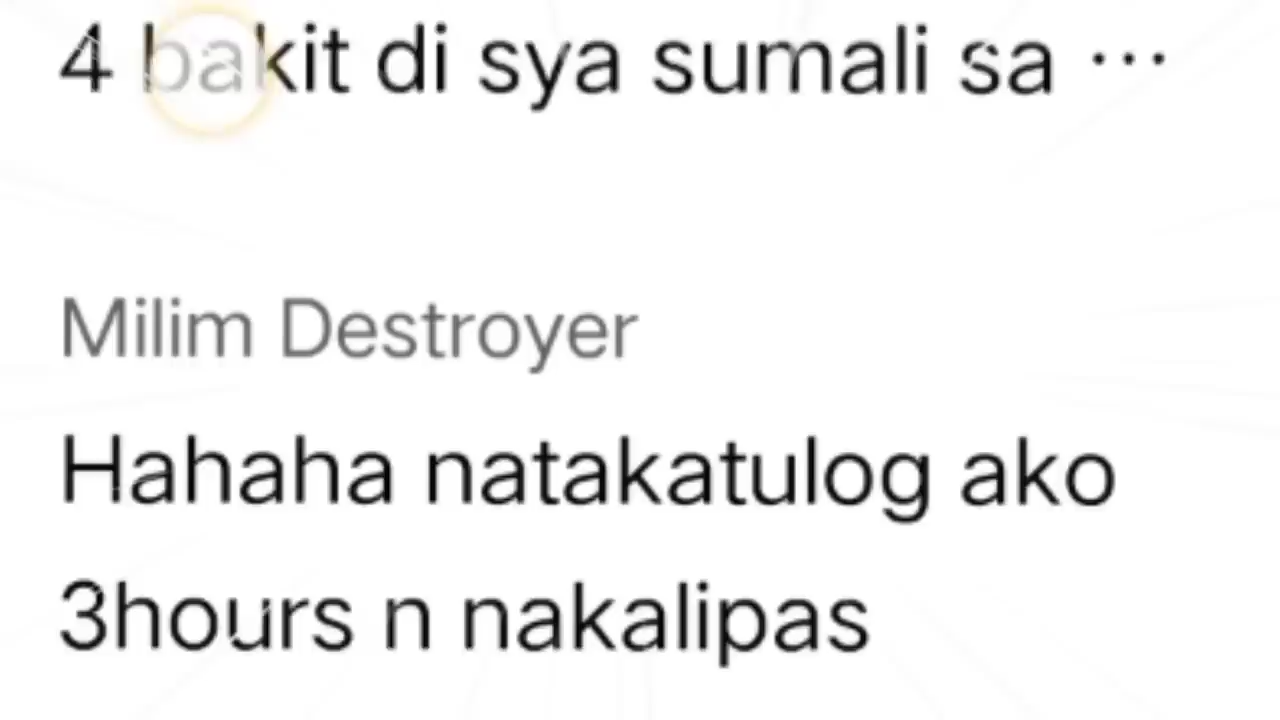 4 bakit di sya sumali sa ...
Milim Destroyer
Hahaha natakatulog ako
3hours n nakalipas